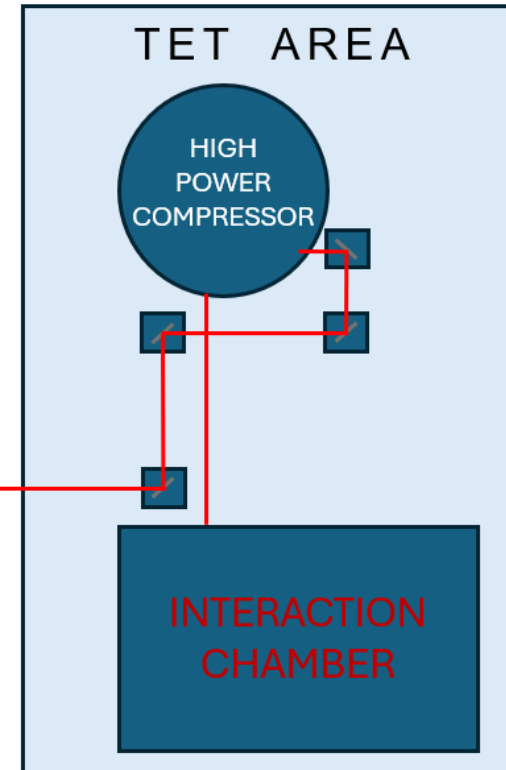 TET AREA
HIGH
POWER
COMPRESSOR
INTERACTION
CHAMBER